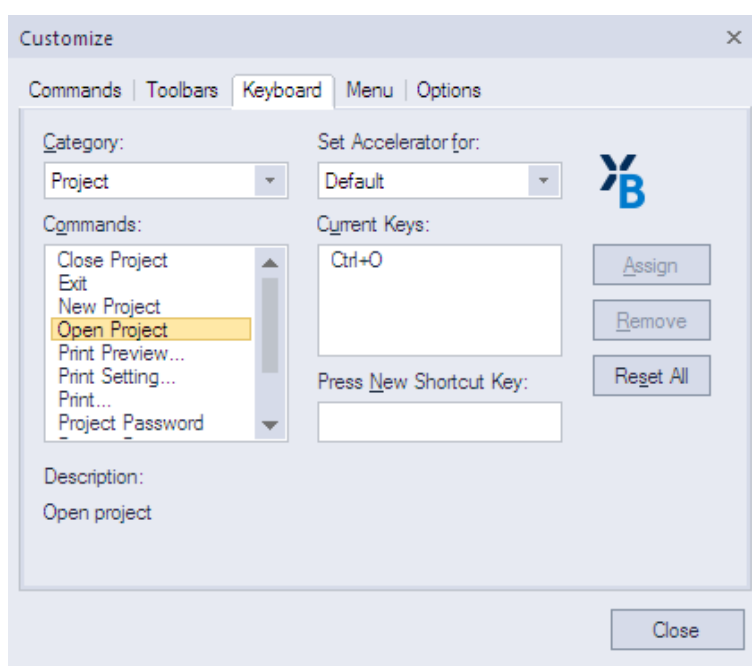 Customize
Commands Toolbars Keyboard Menu Options
Category:
Project
Set Accelerator for:
Default
XB
Commands:
Close Project
Exit
New Project
Open Project
Print Preview...
Print Setting...
Print...
Project Password
Current Keys:
Ctrl+O
Press New Shortcut Key:
Assign
Remove
Reset All
Description:
Open project
Close